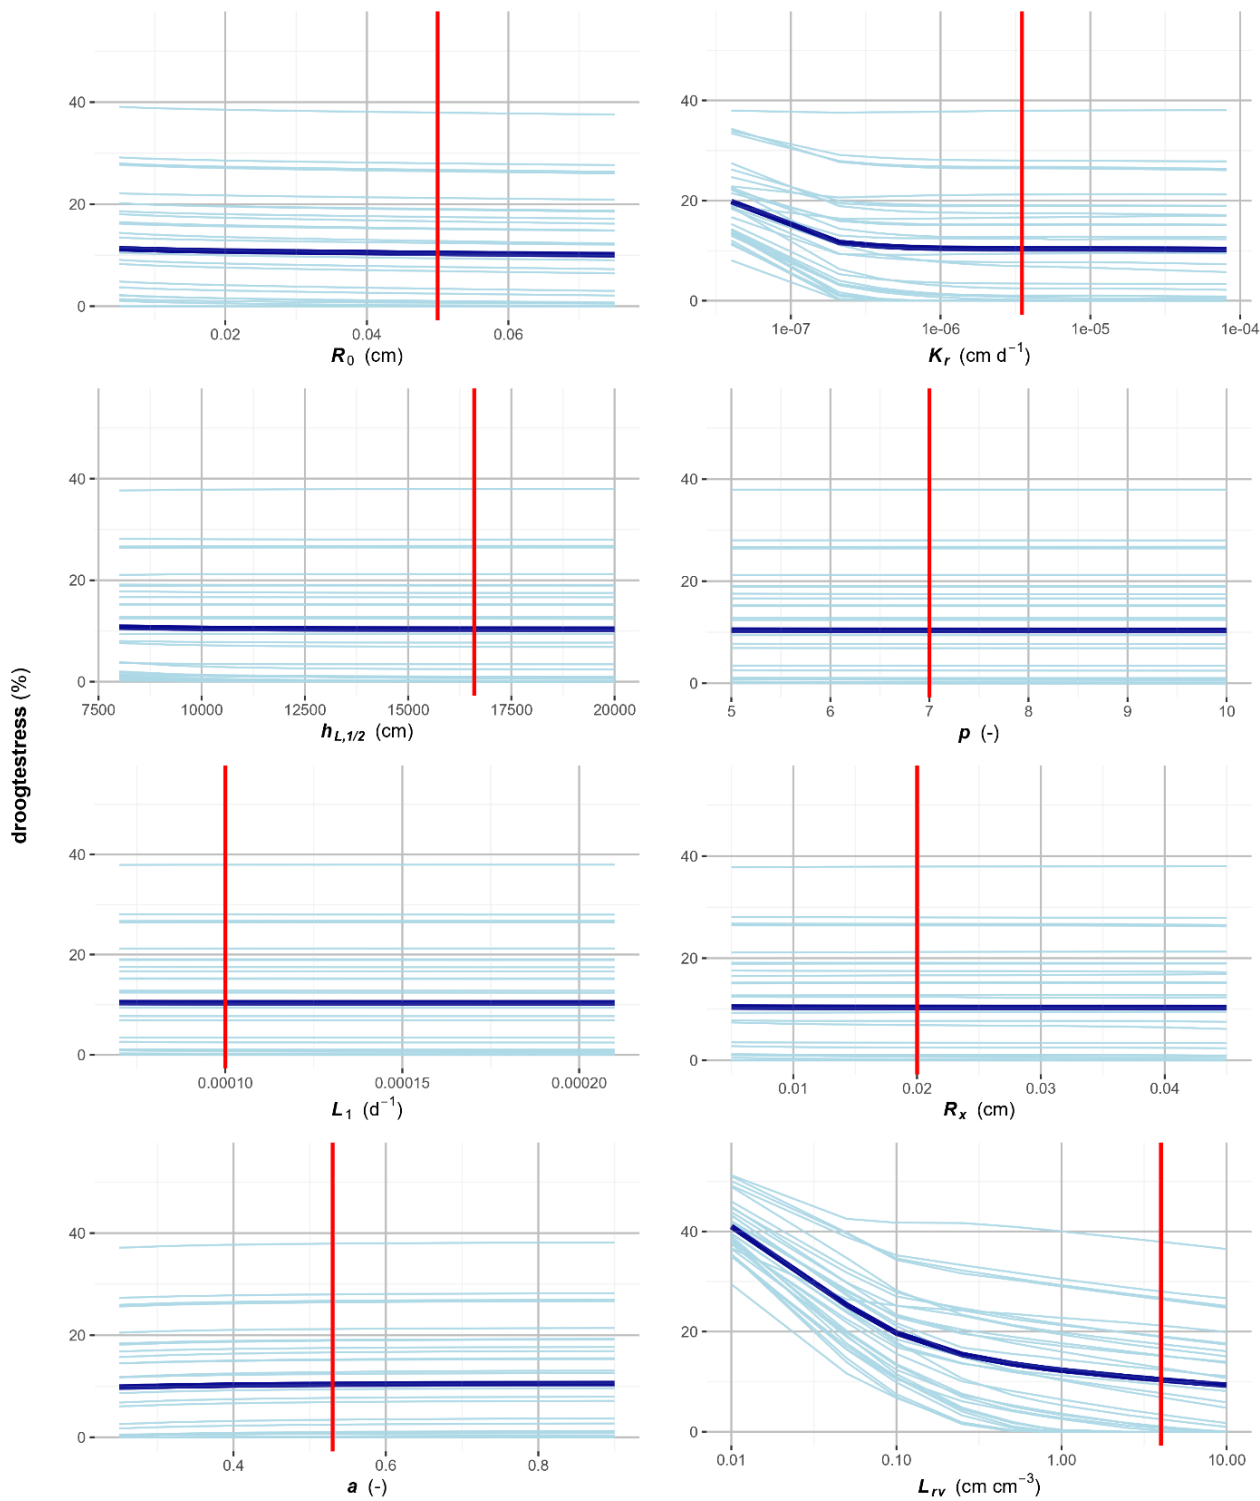 droogtestress (%)
40
20
0
0.02 0.04 0.06
R₀ (cm)
40
20
0
1e-07 1e-06 1e-05 1e-04
Kᵣ (cm d⁻¹)
40
20
0
7500 10000 12500 15000 17500 20000
h_L,1/2 (cm)
40
20
0
5 6 7 8 9 10
p (-)
40
20
0
0.00010 0.00015 0.00020
L₁ (d⁻¹)
40
20
0
0.01 0.02 0.03 0.04
Rₓ (cm)
40
20
0
0.4 0.6 0.8
a (-)
40
20
0
0.01 0.10 1.00 10.00
L_rv (cm cm⁻³)